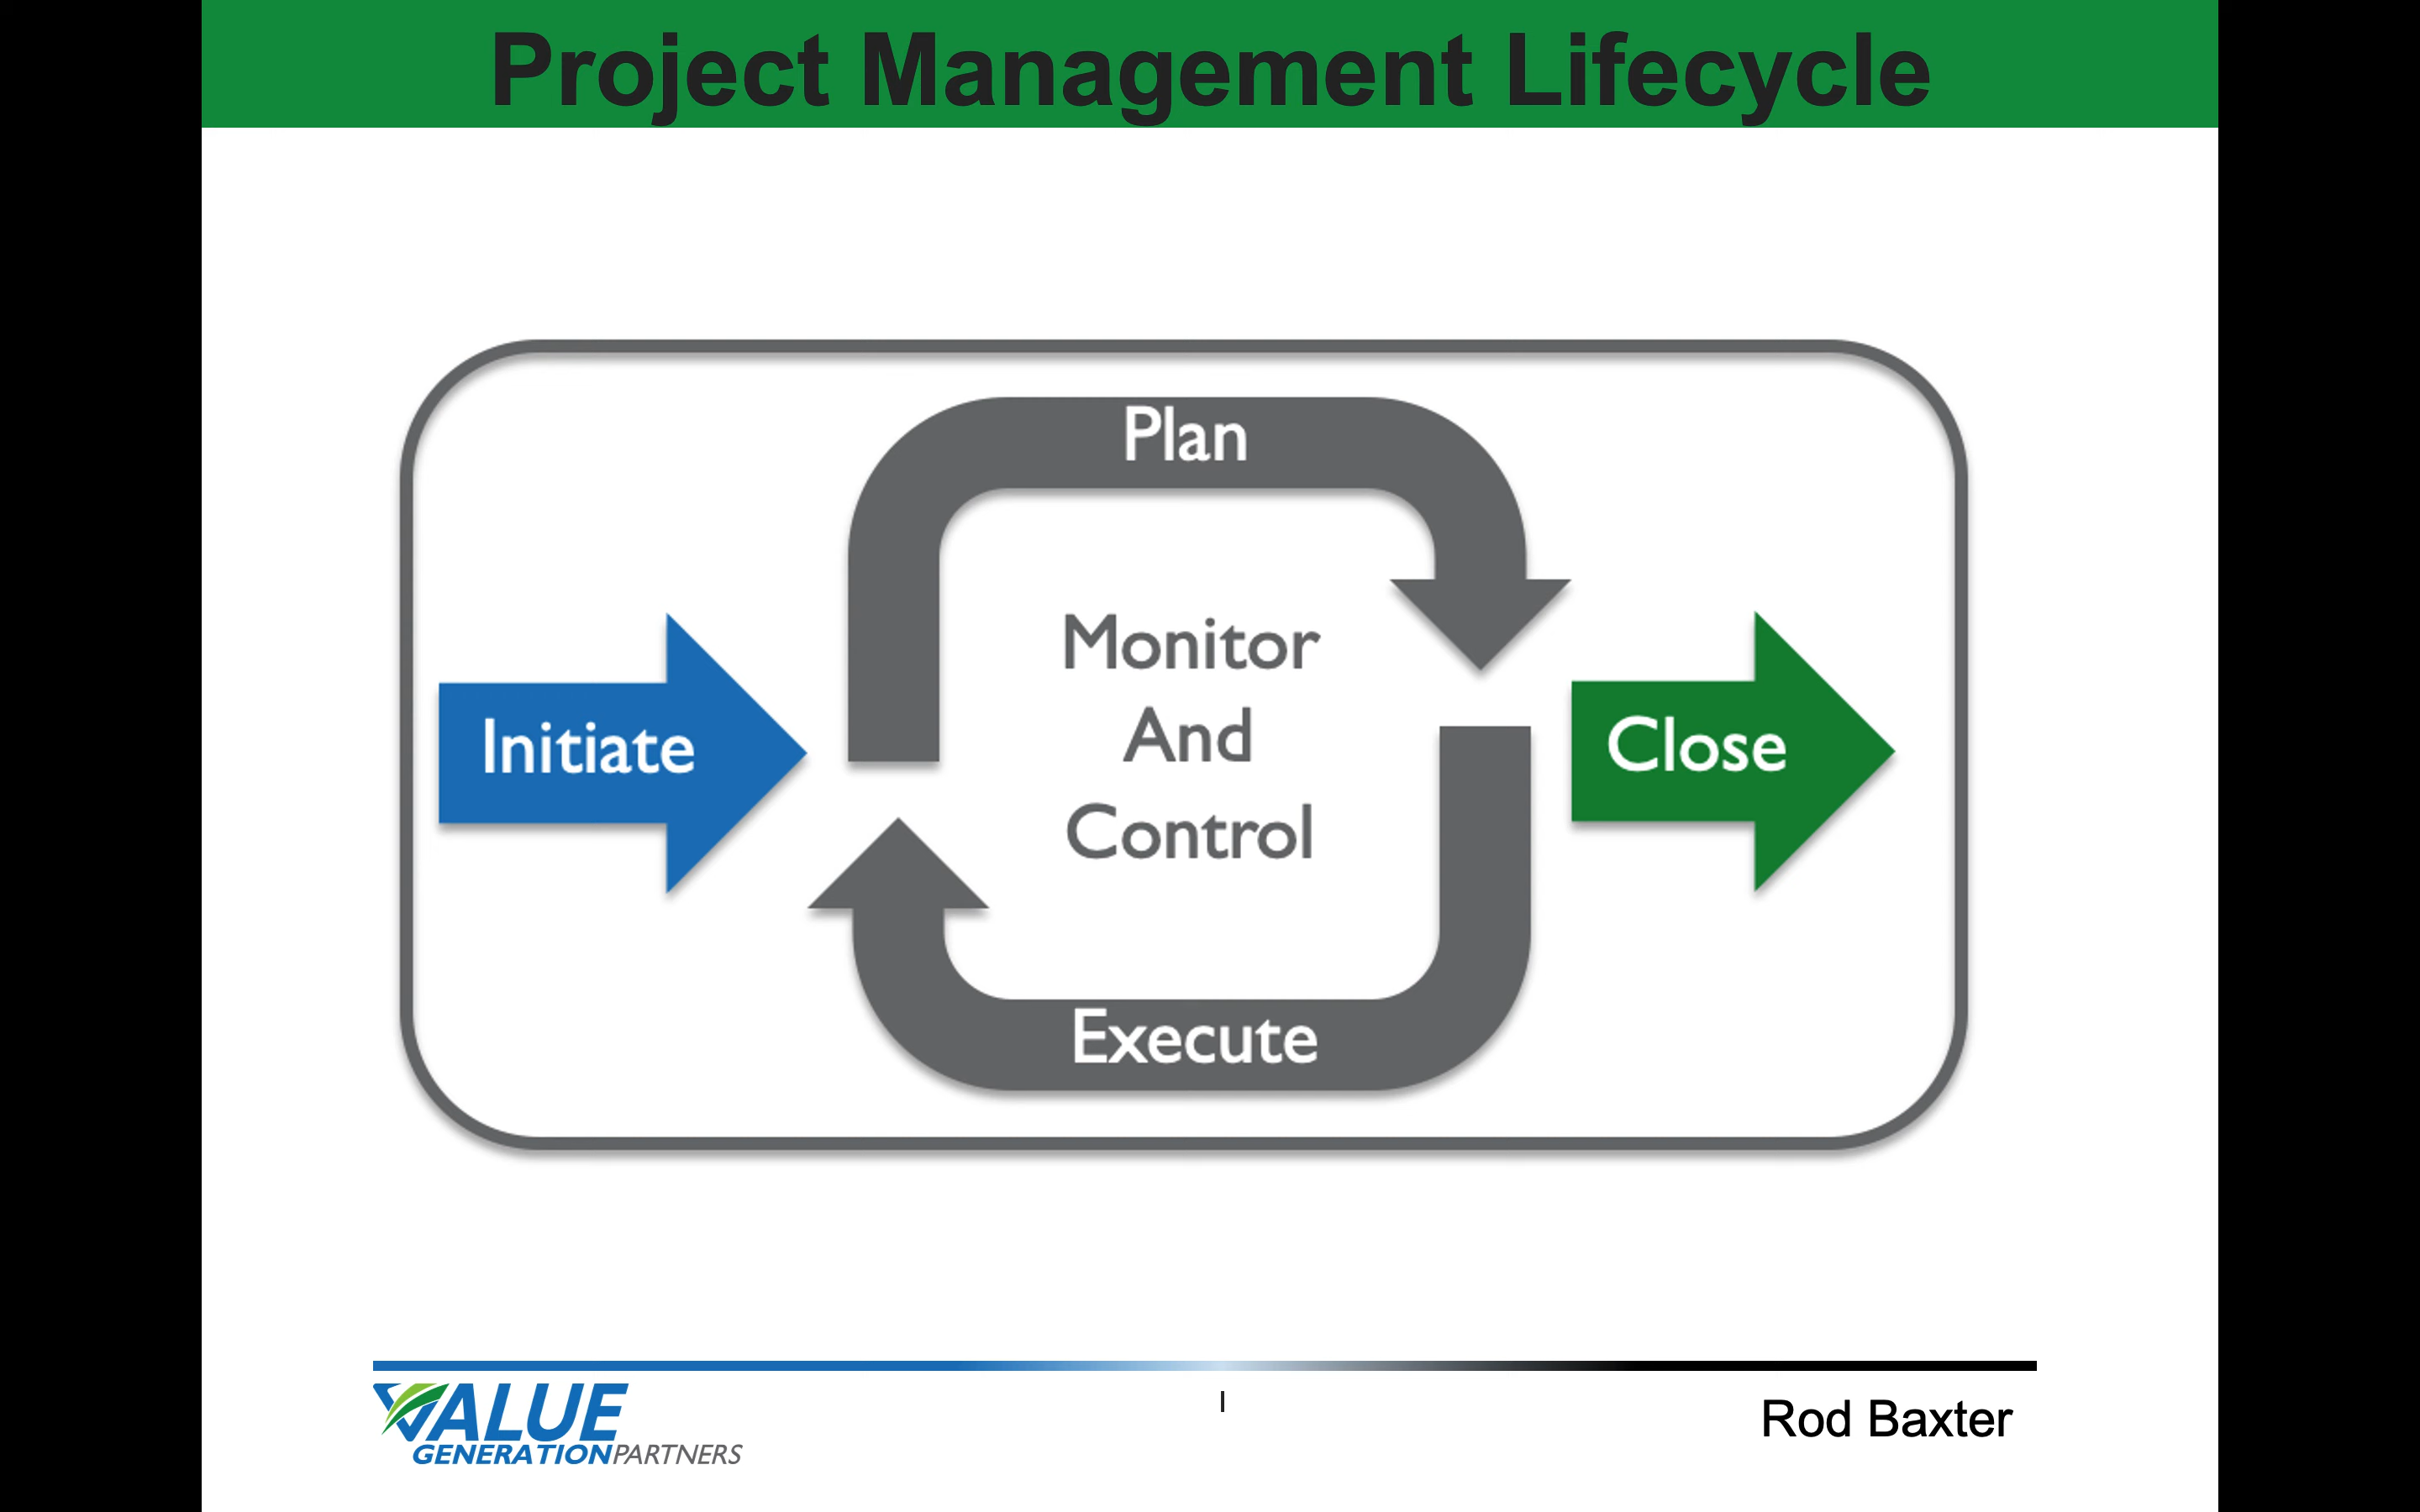 Project Management Lifecycle
Plan
Monitor
And
Control
Initiate
Close
Execute
VALUE
GENERATIONPARTNERS
I
Rod Baxter